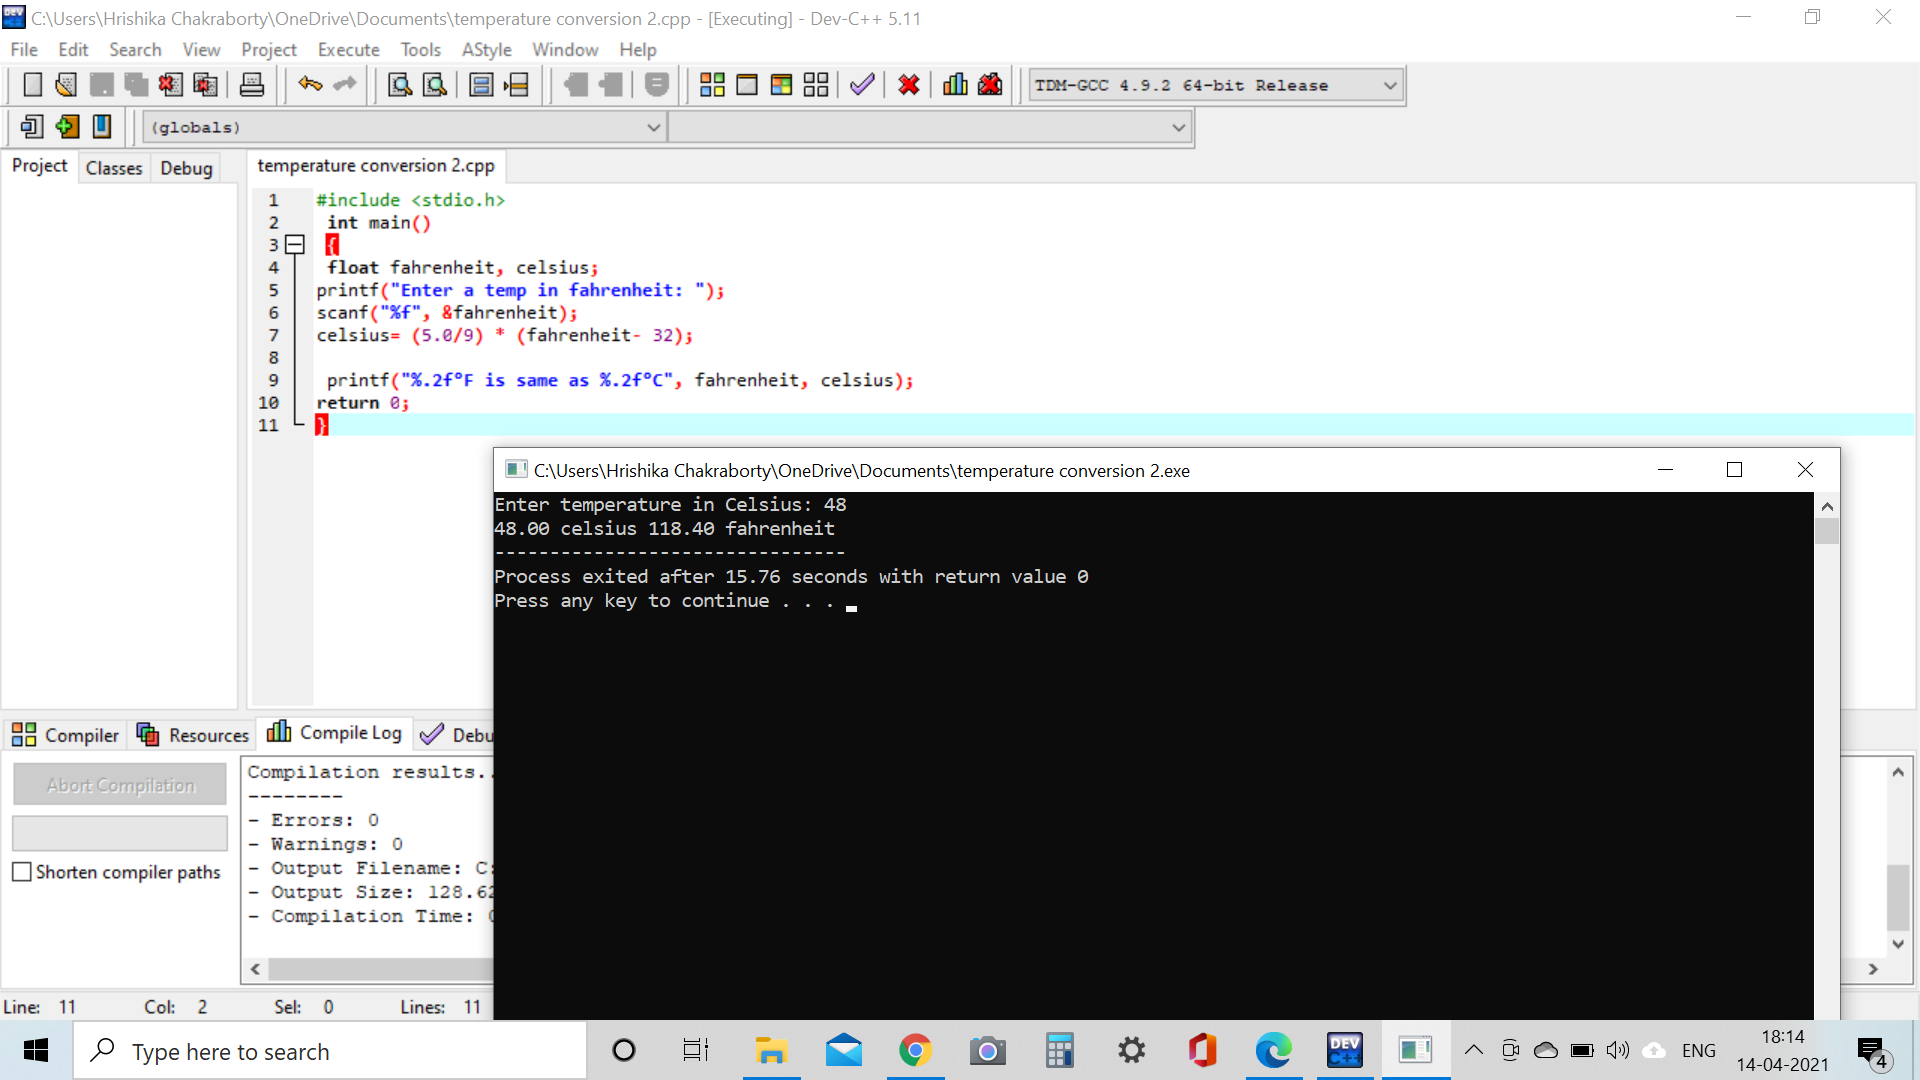 C:\Users\Hrishika Chakraborty\OneDrive\Documents\temperature conversion 2.cpp - [Executing] - Dev-C++ 5.11
File Edit Search View Project Execute Tools AStyle Window Help
TDM-GCC 4.9.2 64-bit Release
(globals)
Project Classes Debug
temperature conversion 2.cpp
1 #include <stdio.h>
2 int main()
3 {
4 float fahrenheit, celsius;
5 printf("Enter a temp in fahrenheit: ");
6 scanf("%f", &fahrenheit);
7 celsius= (5.0/9) * (fahrenheit- 32);
8
9 printf("%.2f°F is same as %.2f°C", fahrenheit, celsius);
10 return 0;
11 }
C:\Users\Hrishika Chakraborty\OneDrive\Documents\temperature conversion 2.exe
Enter temperature in Celsius: 48
48.00 celsius 118.40 fahrenheit
--------------------------------
Process exited after 15.76 seconds with return value 0
Press any key to continue . . .
Compiler Resources Compile Log Debu
Abort Compilation
Shorten compiler paths
Compilation results..
--------
- Errors: 0
- Warnings: 0
- Output Filename: C:
- Output Size: 128.62
- Compilation Time: 0
Line: 11 Col: 2 Sel: 0 Lines: 11
Type here to search
DEV C++
ENG
18:14
14-04-2021
4